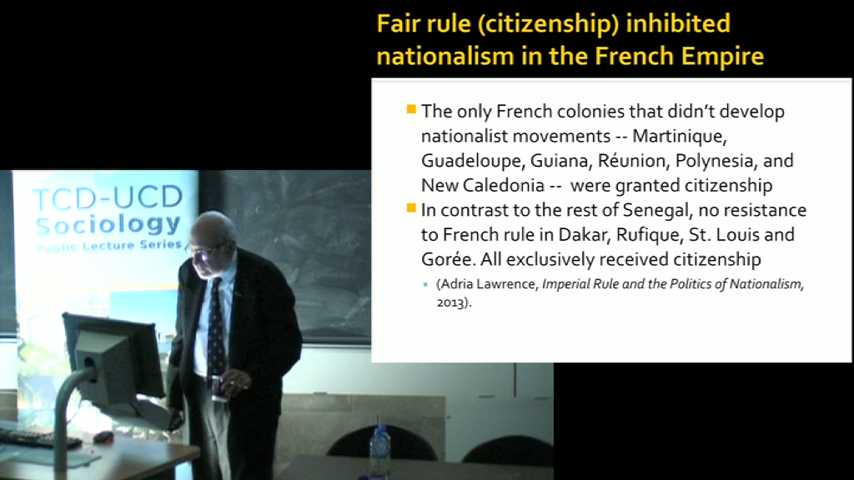 Fair rule (citizenship) inhibited
nationalism in the French Empire
The only French colonies that didn't develop
nationalist movements -- Martinique,
Guadeloupe, Guiana, Réunion, Polynesia, and
New Caledonia -- were granted citizenship
In contrast to the rest of Senegal, no resistance
to French rule in Dakar, Rufique, St. Louis and
Gorée. All exclusively received citizenship
(Adria Lawrence, Imperial Rule and the Politics of Nationalism,
2013).
TCD-UCD
Sociology
Public Lecture Series